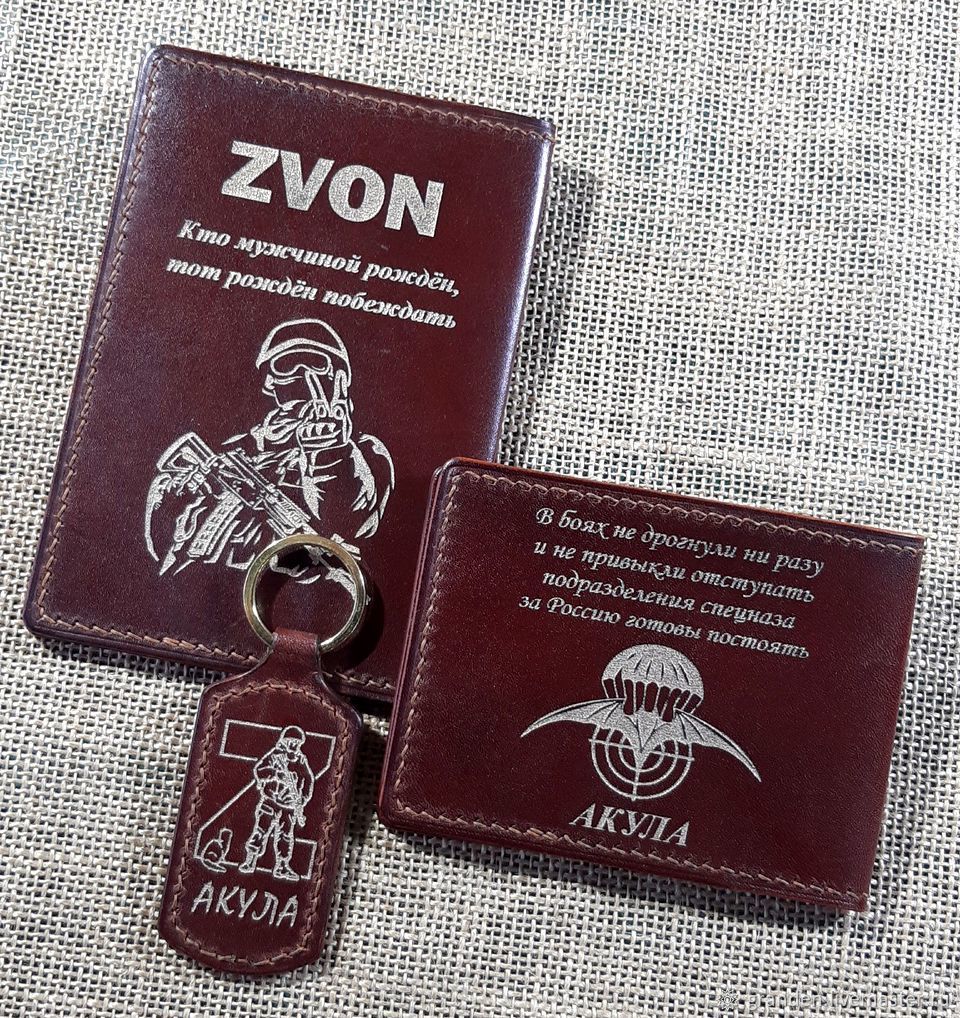 ZVON
Кто мужчиной рождён,
тот рождён побеждать
В боях не дрогнули ни разу
и не привыкли отступать
подразделения спецназа
за Россию готовы постоять
АКУЛА
АКУЛА